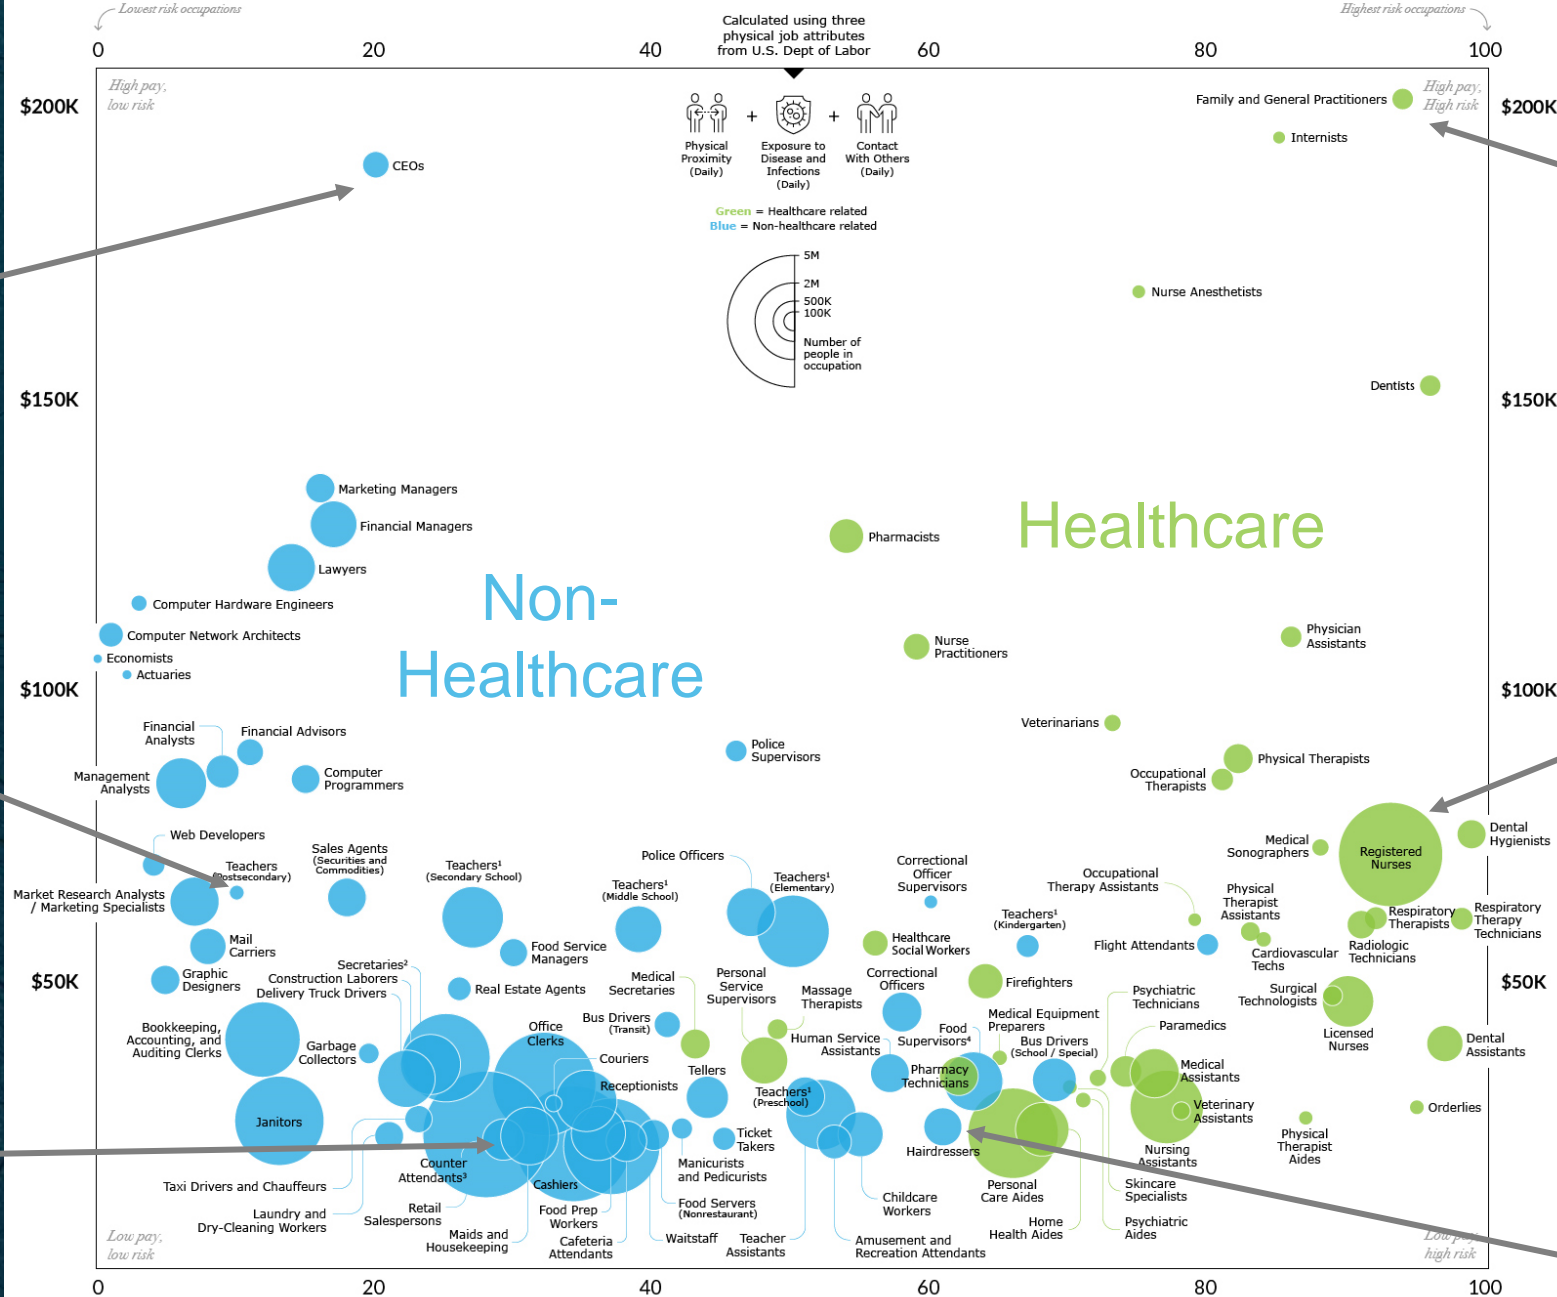 Lowest risk occupations
Highest risk occupations
Calculated using three
physical job attributes
from U.S. Dept of Labor
0
20
40
60
80
100
High pay,
low risk
High pay,
High risk
$200K
$200K
Family and General Practitioners
Internists
CEOs
Physical
Proximity
(Daily)
+
Exposure to
Disease and
Infections
(Daily)
+
Contact
With Others
(Daily)
Green = Healthcare related
Blue = Non-healthcare related
5M
2M
500K
100K
Number of
people in
occupation
Nurse Anesthetists
$150K
$150K
Dentists
Marketing Managers
Financial Managers
Lawyers
Pharmacists
Healthcare
Non-
Healthcare
Computer Hardware Engineers
Computer Network Architects
Economists
Actuaries
Nurse
Practitioners
Physician
Assistants
$100K
$100K
Financial
Analysts
Financial Advisors
Management
Analysts
Computer
Programmers
Police
Supervisors
Veterinarians
Physical Therapists
Occupational
Therapists
Web Developers
Teachers
(Postsecondary)
Sales Agents
(Securities and
Commodities)
Market Research Analysts
/ Marketing Specialists
Teachers¹
(Secondary School)
Teachers¹
(Middle School)
Police Officers
Teachers¹
(Elementary)
Correctional
Officer
Supervisors
Medical
Sonographers
Registered
Nurses
Dental
Hygienists
Occupational
Therapy Assistants
Physical
Therapist
Assistants
Respiratory
Therapists
Respiratory
Therapy
Technicians
Radiologic
Technicians
Cardiovascular
Techs
Teachers¹
(Kindergarten)
Flight Attendants
Healthcare
Social Workers
Mail
Carriers
Food Service
Managers
Graphic
Designers
Secretaries²
Construction Laborers
Delivery Truck Drivers
Real Estate Agents
$50K
$50K
Medical
Secretaries
Personal
Service
Supervisors
Massage
Therapists
Correctional
Officers
Firefighters
Psychiatric
Technicians
Surgical
Technologists
Licensed
Nurses
Bookkeeping,
Accounting, and
Auditing Clerks
Garbage
Collectors
Office
Clerks
Bus Drivers
(Transit)
Couriers
Receptionists
Human Service
Assistants
Food
Supervisors⁴
Medical Equipment
Preparers
Bus Drivers
(School / Special)
Paramedics
Dental
Assistants
Medical
Assistants
Pharmacy
Technicians
Tellers
Teachers¹
(Preschool)
Janitors
Veterinary
Assistants
Orderlies
Ticket
Takers
Hairdressers
Physical
Therapist
Aides
Nursing
Assistants
Counter
Attendants³
Cashiers
Manicurists
and Pedicurists
Personal
Care Aides
Taxi Drivers and Chauffeurs
Laundry and
Dry-Cleaning Workers
Retail
Salespersons
Maids and
Housekeeping
Food Prep
Workers
Cafeteria
Attendants
Food Servers
(Nonrestaurant)
Waitstaff
Teacher
Assistants
Childcare
Workers
Amusement and
Recreation Attendants
Home
Health Aides
Skincare
Specialists
Psychiatric
Aides
Low pay,
low risk
Low pay,
high risk
0
20
40
60
80
100